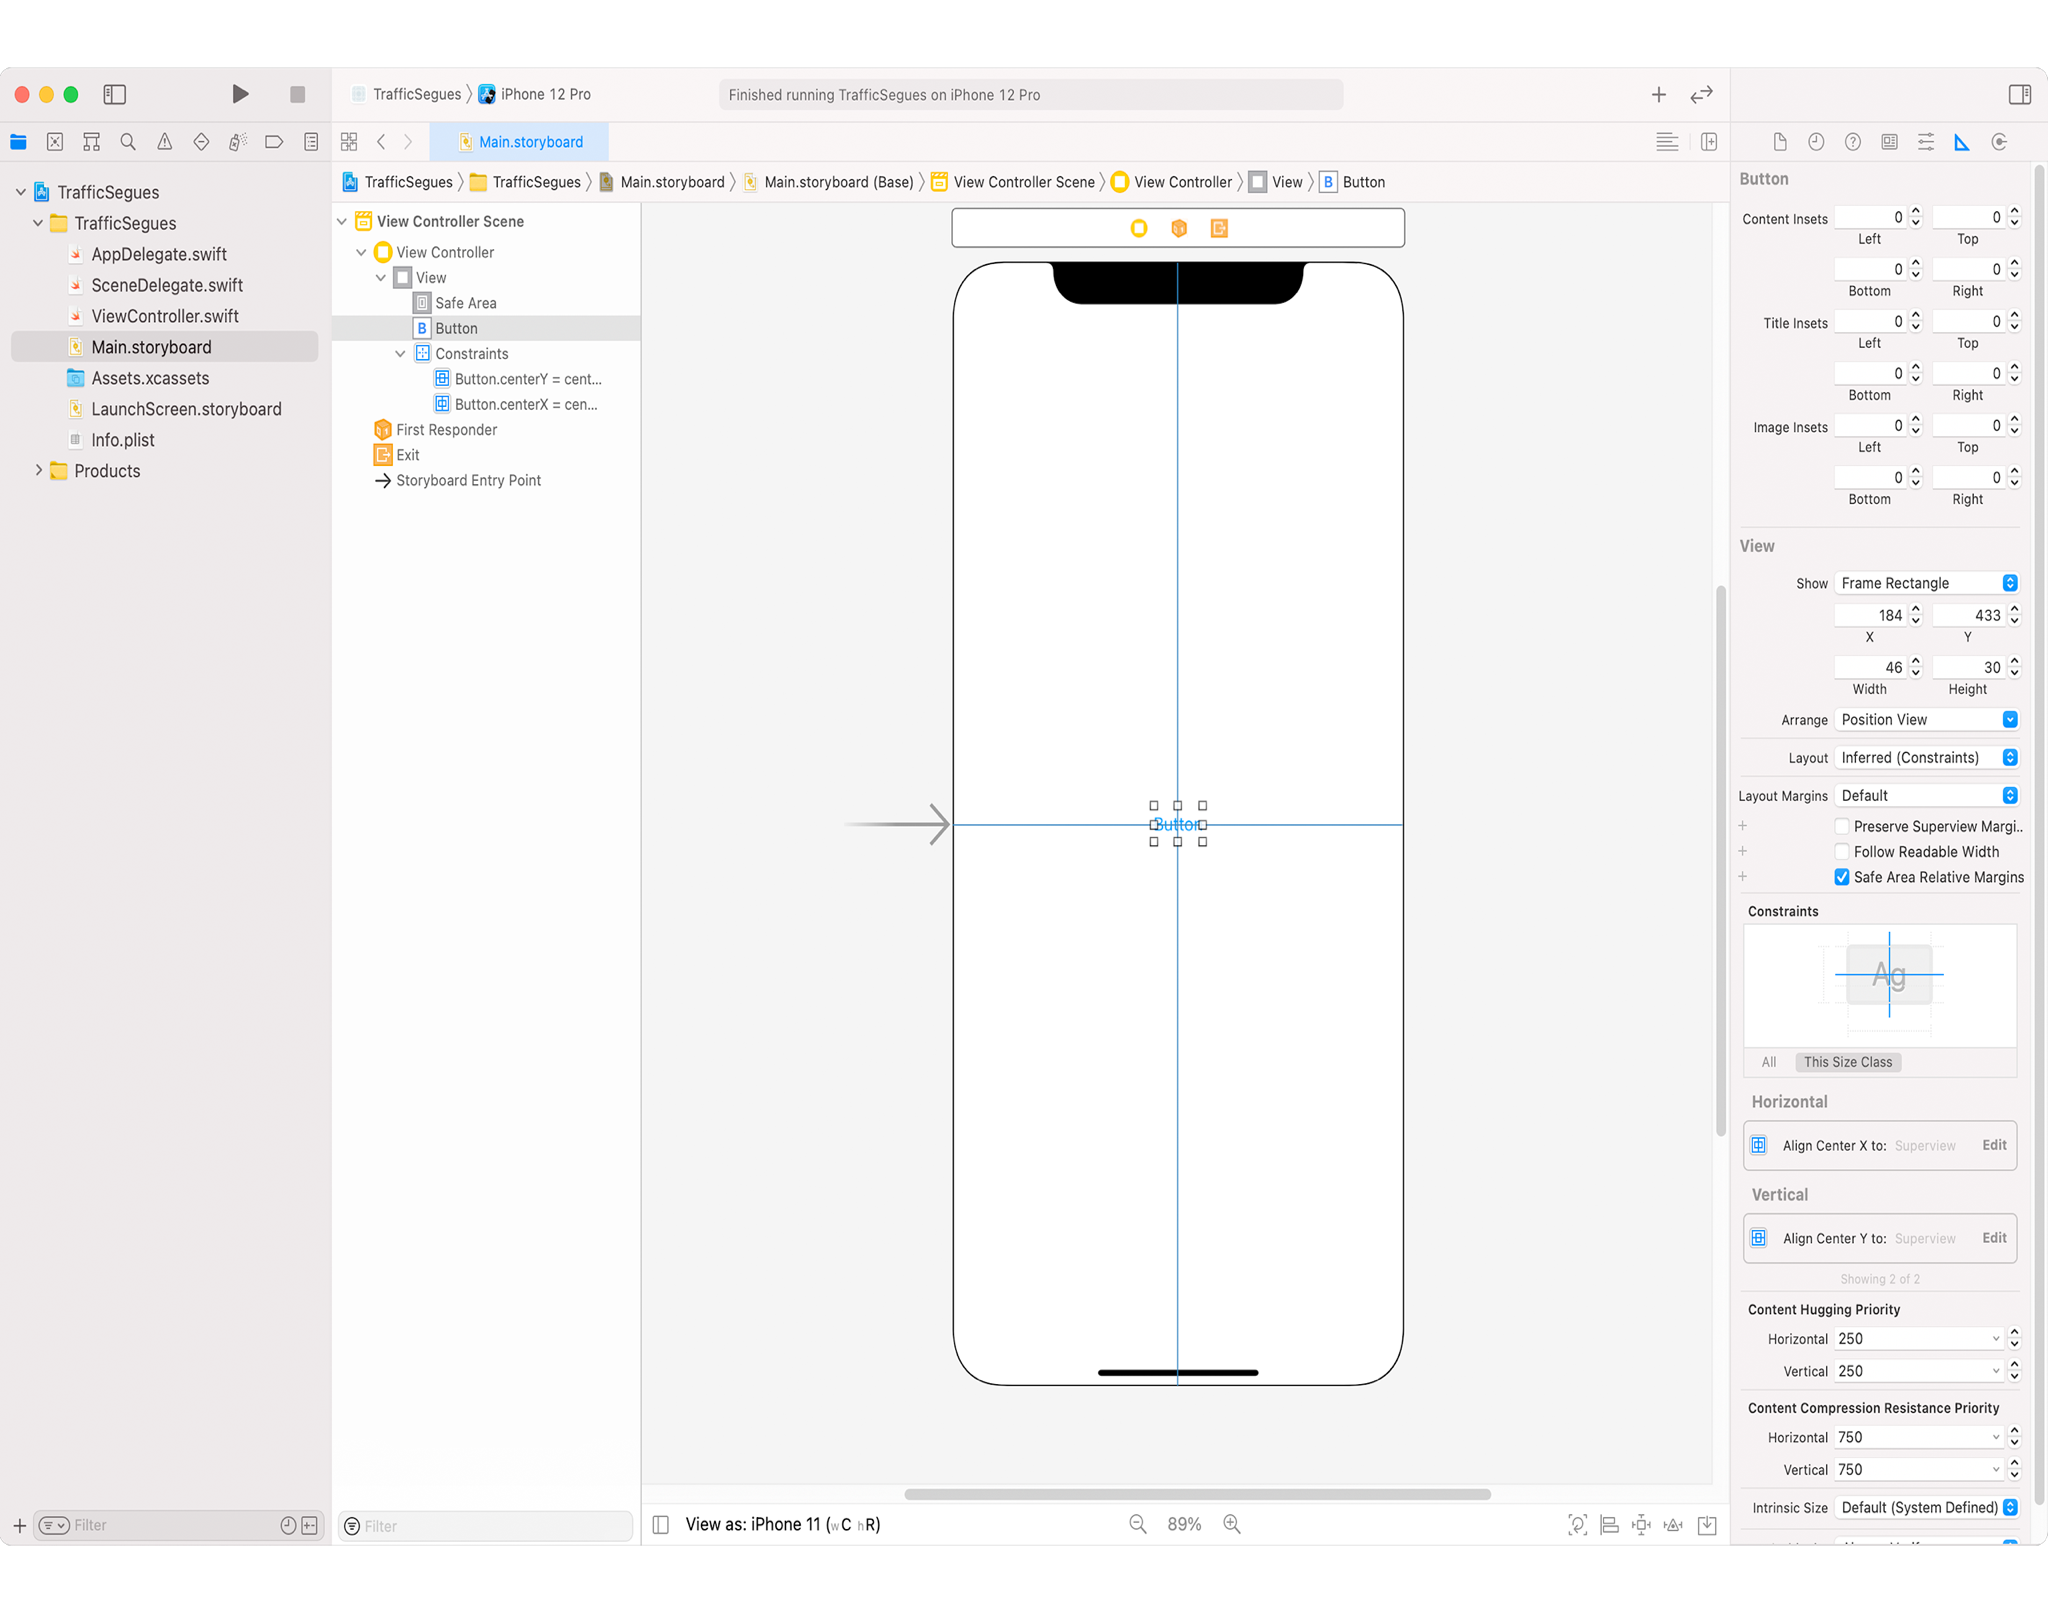 TrafficSegues
iPhone 12 Pro
Finished running TrafficSegues on iPhone 12 Pro
Main.storyboard
TrafficSegues
TrafficSegues
Main.storyboard
Main.storyboard (Base)
View Controller Scene
View Controller
View
B
Button
TrafficSegues
TrafficSegues
AppDelegate.swift
SceneDelegate.swift
ViewController.swift
Main.storyboard
Assets.xcassets
LaunchScreen.storyboard
Info.plist
Products
Filter
View Controller Scene
View Controller
View
Safe Area
B Button
Constraints
Button.centerY = cent...
Button.centerX = cen...
First Responder
Exit
Storyboard Entry Point
Filter
Button
View as: iPhone 11 (wC hR)
89%
Button
Content Insets 0 0
Left Top
0 0
Bottom Right
Title Insets 0 0
Left Top
0 0
Bottom Right
Image Insets 0 0
Left Top
0 0
Bottom Right
View
Show Frame Rectangle
184 433
X Y
46 30
Width Height
Arrange Position View
Layout Inferred (Constraints)
Layout Margins Default
Preserve Superview Margi..
Follow Readable Width
Safe Area Relative Margins
Constraints
Ag
All This Size Class
Horizontal
Align Center X to: Superview Edit
Vertical
Align Center Y to: Superview Edit
Showing 2 of 2
Content Hugging Priority
Horizontal 250
Vertical 250
Content Compression Resistance Priority
Horizontal 750
Vertical 750
Intrinsic Size Default (System Defined)